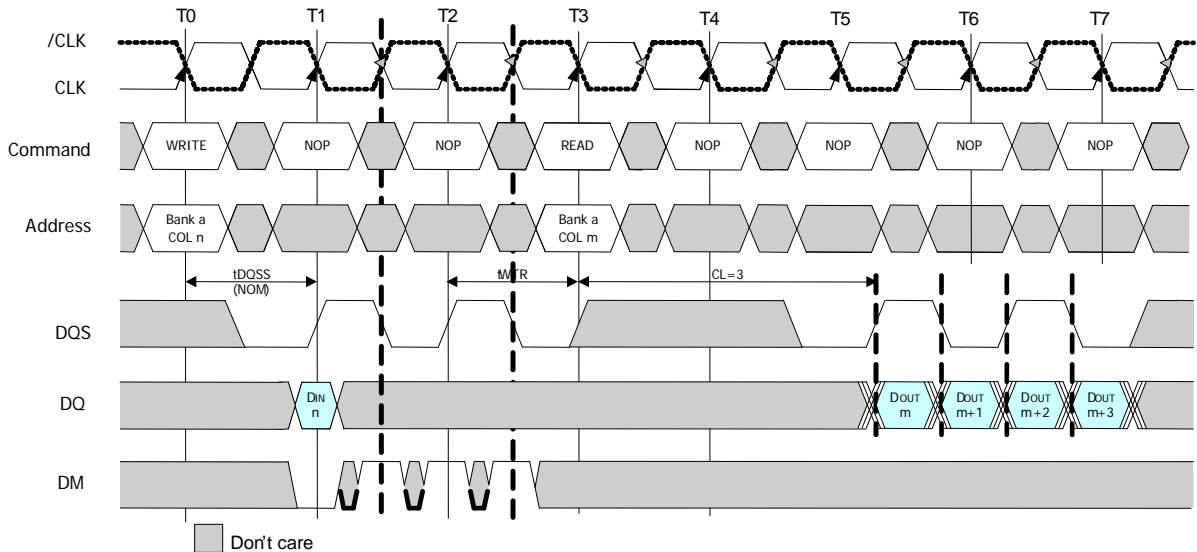 T0 T1 T2 T3 T4 T5 T6 T7
/CLK
CLK
Command WRITE NOP NOP READ NOP NOP NOP NOP
Address Bank a Bank a
COL n COL m
tDQSS tWTR CL=3
(NOM)
DQS
DQ DIN DOUT DOUT DOUT DOUT
n m m+1 m+2 m+3
DM
Don't care